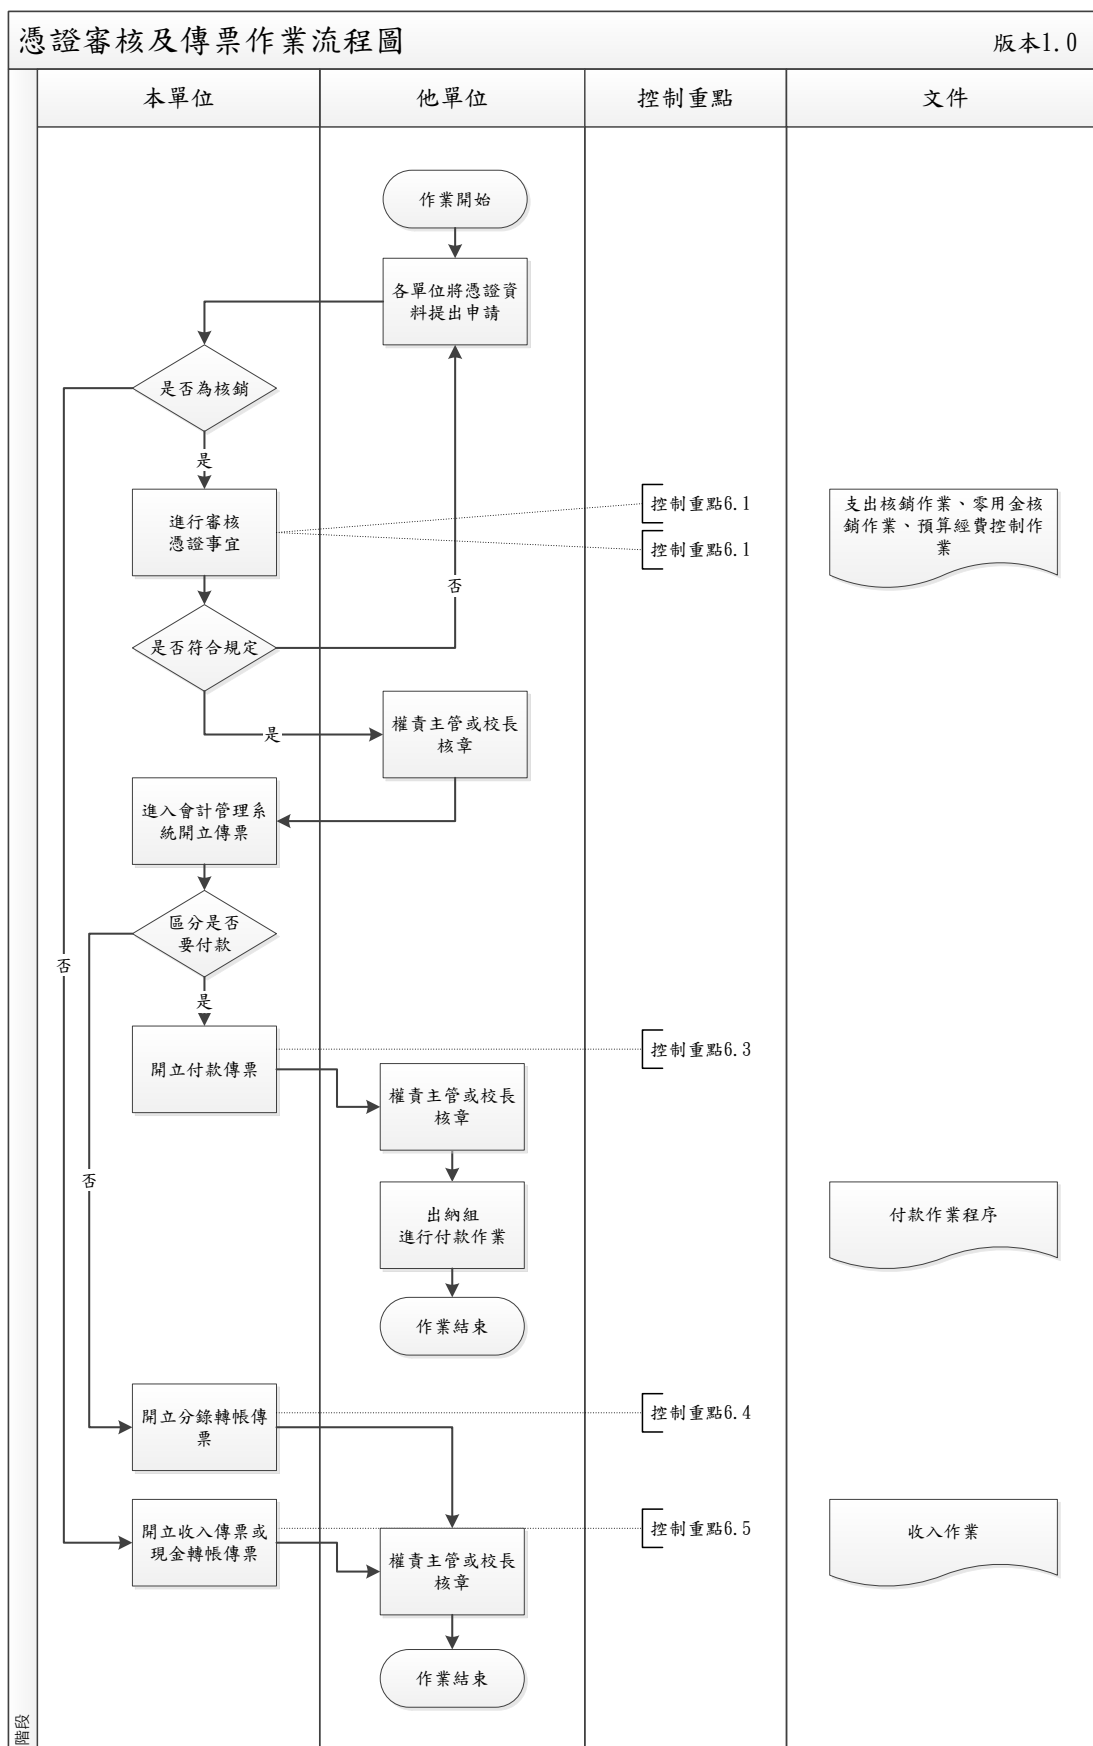 憑證審核及傳票作業流程圖
版本1.0
本單位
他單位
控制重點
文件
作業開始
各單位將憑證資
料提出申請
是否為核銷
是
進行審核
憑證事宜
控制重點6.1
控制重點6.1
支出核銷作業、零用金核
銷作業、預算經費控制作
業
否
是否符合規定
是
權責主管或校長
核章
進入會計管理系
統開立傳票
區分是否
要付款
否
是
開立付款傳票
控制重點6.3
權責主管或校長
核章
否
出納組
進行付款作業
付款作業程序
作業結束
開立分錄轉帳傳
票
控制重點6.4
開立收入傳票或
現金轉帳傳票
控制重點6.5
收入作業
權責主管或校長
核章
作業結束
階段